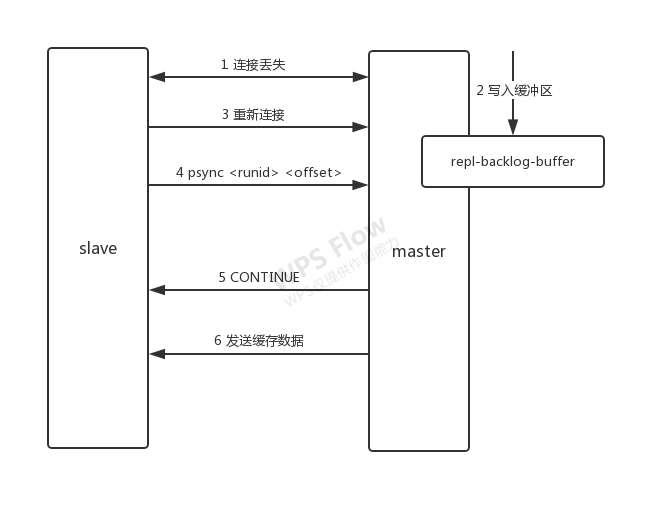 1 连接丢失
2 写入缓冲区
3 重新连接
repl-backlog-buffer
4 psync <runid> <offset>
slave
master
WPS Flow
WPS仅提供作图能力
5 CONTINUE
6 发送缓存数据